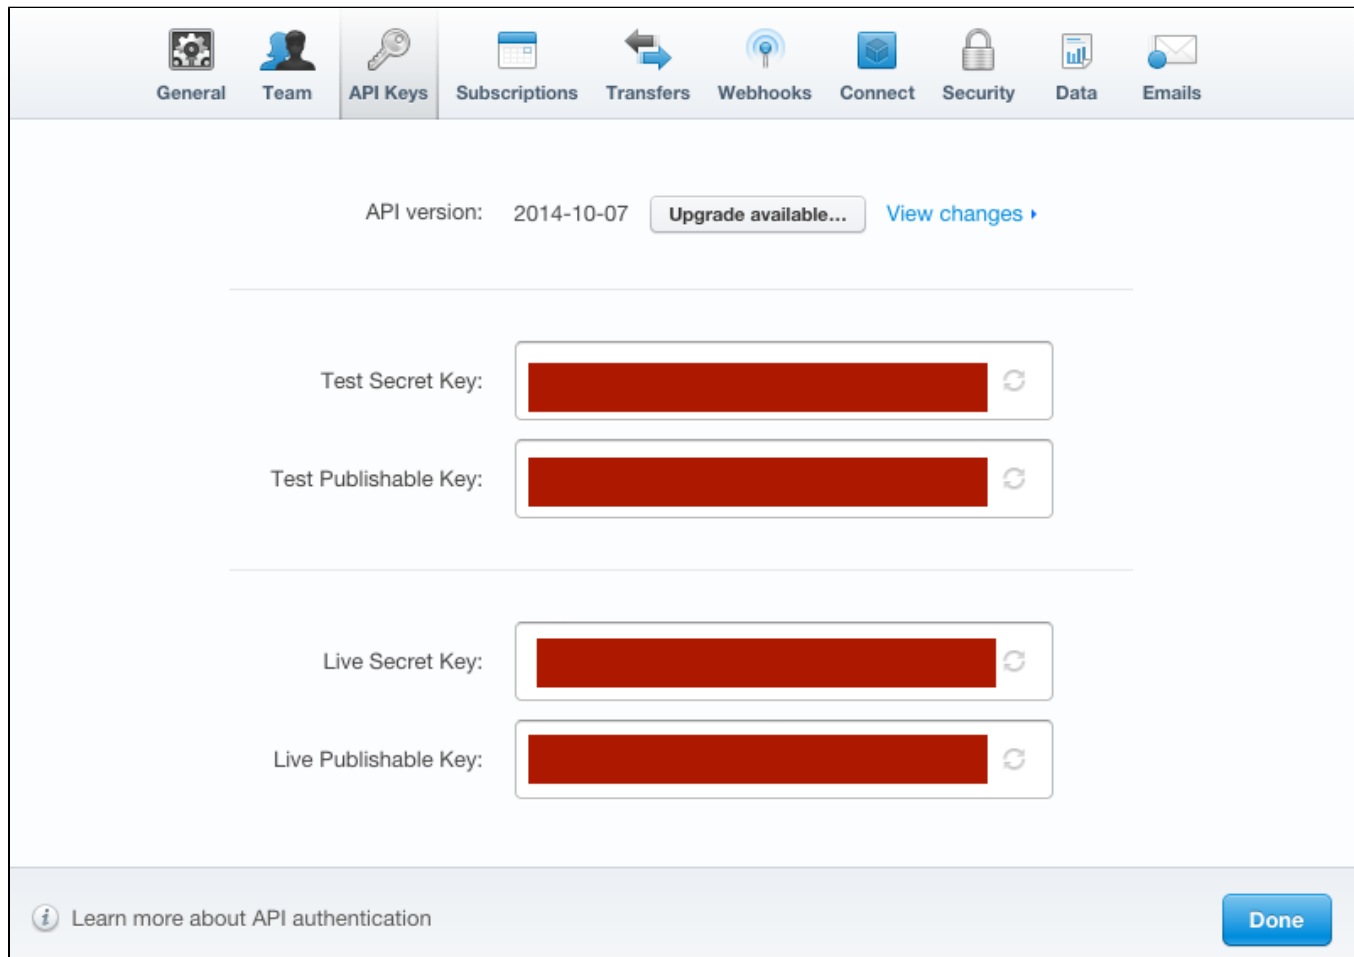 General Team API Keys Subscriptions Transfers Webhooks Connect Security Data Emails
API version: 2014-10-07 Upgrade available... View changes
Test Secret Key:
Test Publishable Key:
Live Secret Key:
Live Publishable Key:
Learn more about API authentication Done